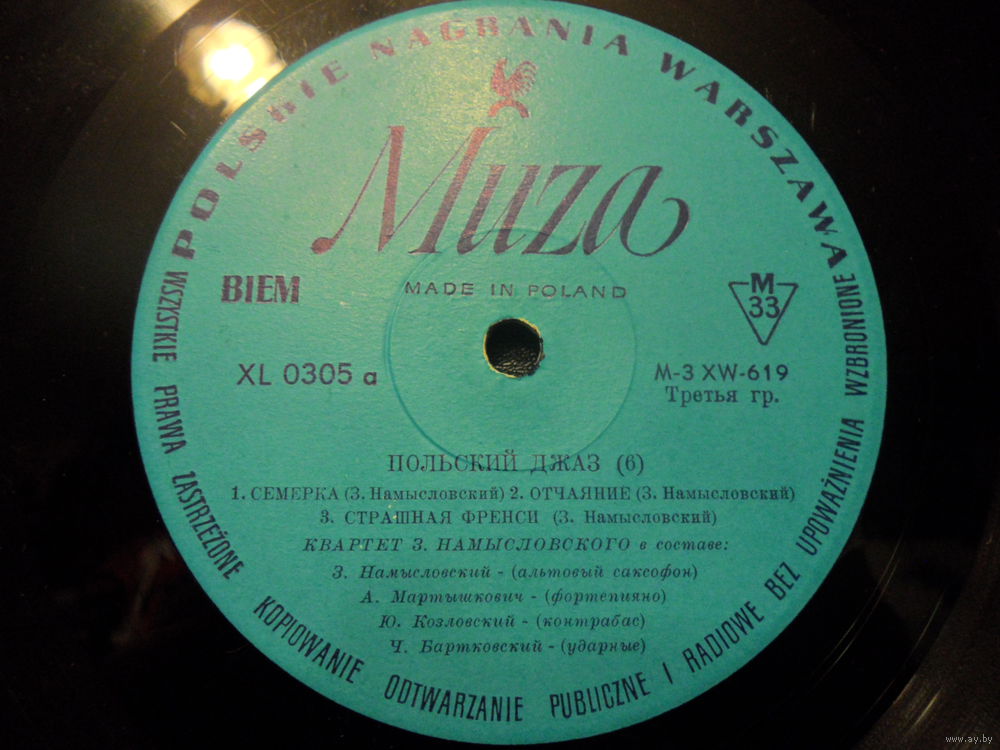 POLSKIE NAGRANIA WARSZAWA
Muza
MADE IN POLAND
BIEM
M
33
XL 0305 a
M-3 XW-619
Третья гр.
ПОЛЬСКИЙ ДЖАЗ (6)
1. СЕМЕРКА (З. Намысловский) 2. ОТЧАЯНИЕ (З. Намысловский)
3. СТРАШНАЯ ФРЕНСИ (З. Намысловский)
КВАРТЕТ З. НАМЫСЛОВСКОГО в составе:
З. Намысловский - (альтовый саксофон)
А. Мартышкович - (фортепияно)
Ю. Козловский - (контрабас)
Ч. Бартковский - (ударные)
WSZYSTKIE PRAWA ZASTRZEŻONE KOPIOWANIE ODTWARZANIE PUBLICZNE I RADIOWE BEZ UPOWAŻNIENIA WZBRONIONE
www.ay.by